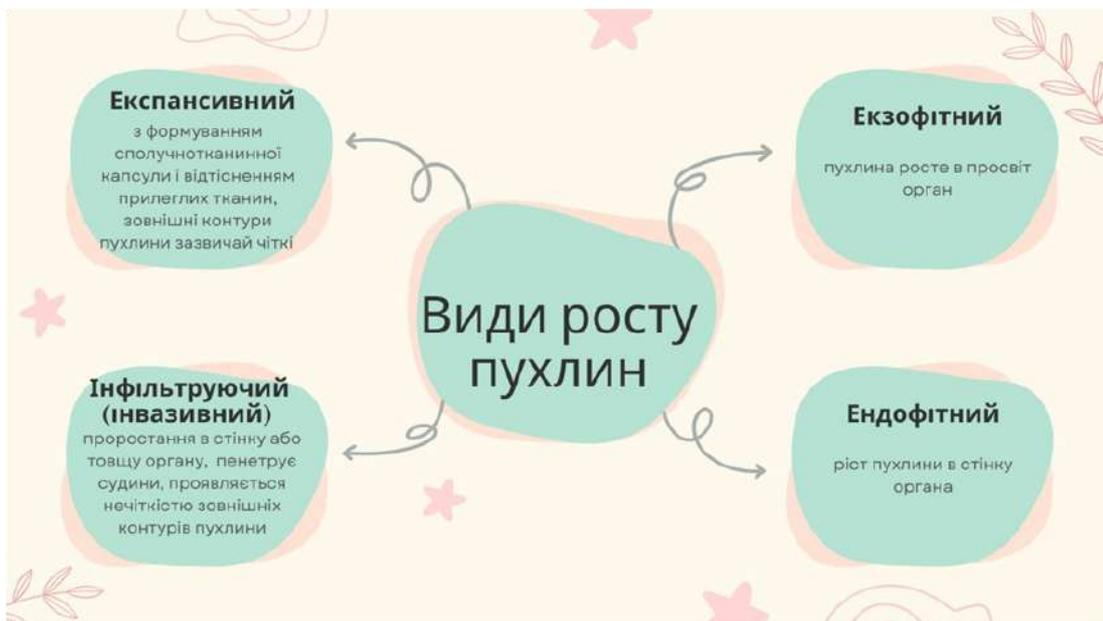 Експансивний
з формуванням
сполучнотканинної
капсули і відтісненням
прилеглих тканин,
зовнішні контури
пухлини зазвичай чіткі
Екзофітний
пухлина росте в просвіт
орган
Види росту
пухлин
Інфільтруючий
(інвазивний)
проростання в стінку або
товщу органу, пенетрує
судини, проявляється
нечіткістю зовнішніх
контурів пухлини
Ендофітний
ріст пухлини в стінку
органа